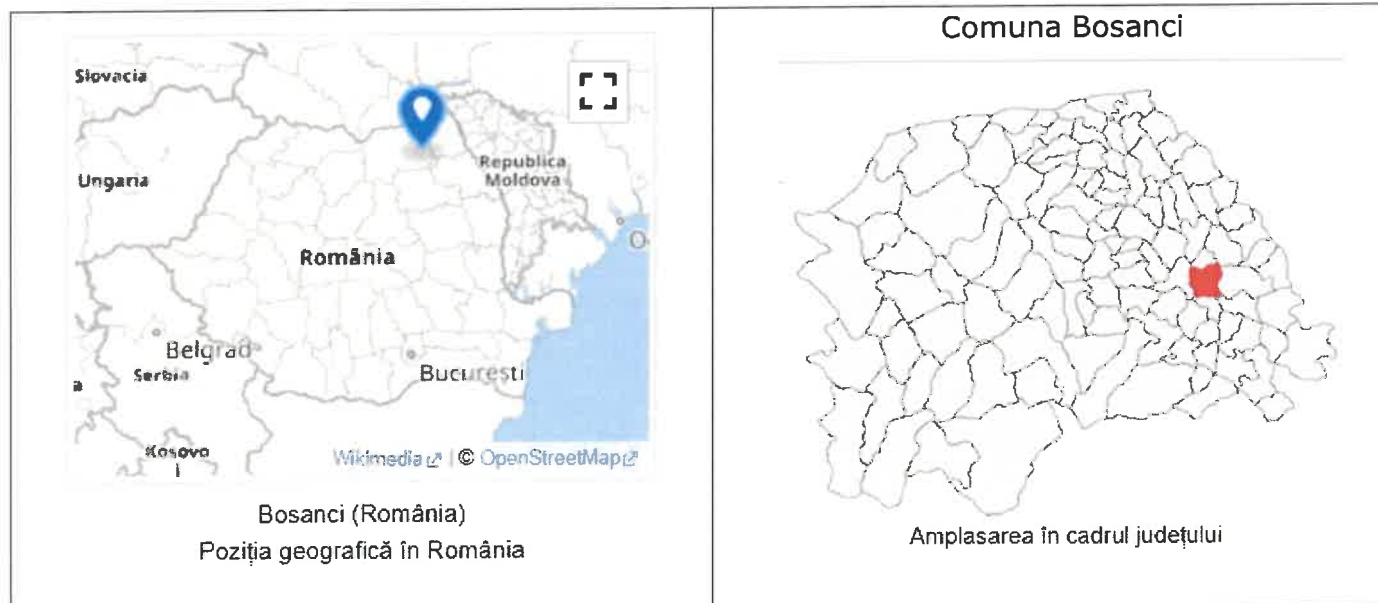 Slovacia
Ungaria
Republica
Moldova
România
Belgrad
Serbia
București
Kosovo
Wikimedia | © OpenStreetMap
Bosanci (România)
Poziția geografică în România
Comuna Bosanci
Amplasarea în cadrul județului